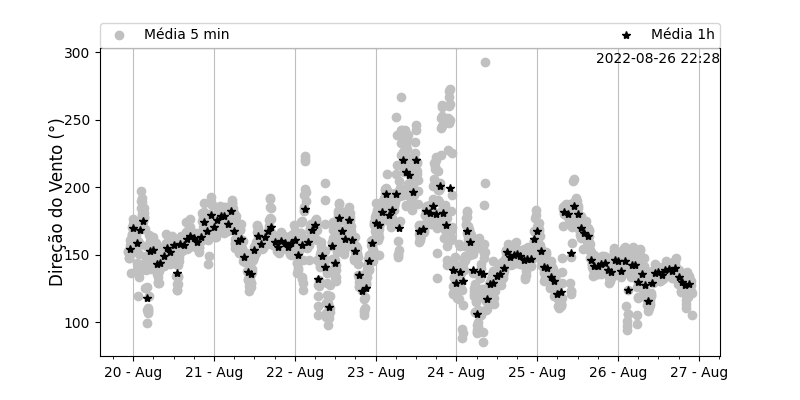 Média 5 min
Média 1h
2022-08-26 22:28
Direção do Vento (°)
300
250
200
150
100
20 - Aug
21 - Aug
22 - Aug
23 - Aug
24 - Aug
25 - Aug
26 - Aug
27 - Aug